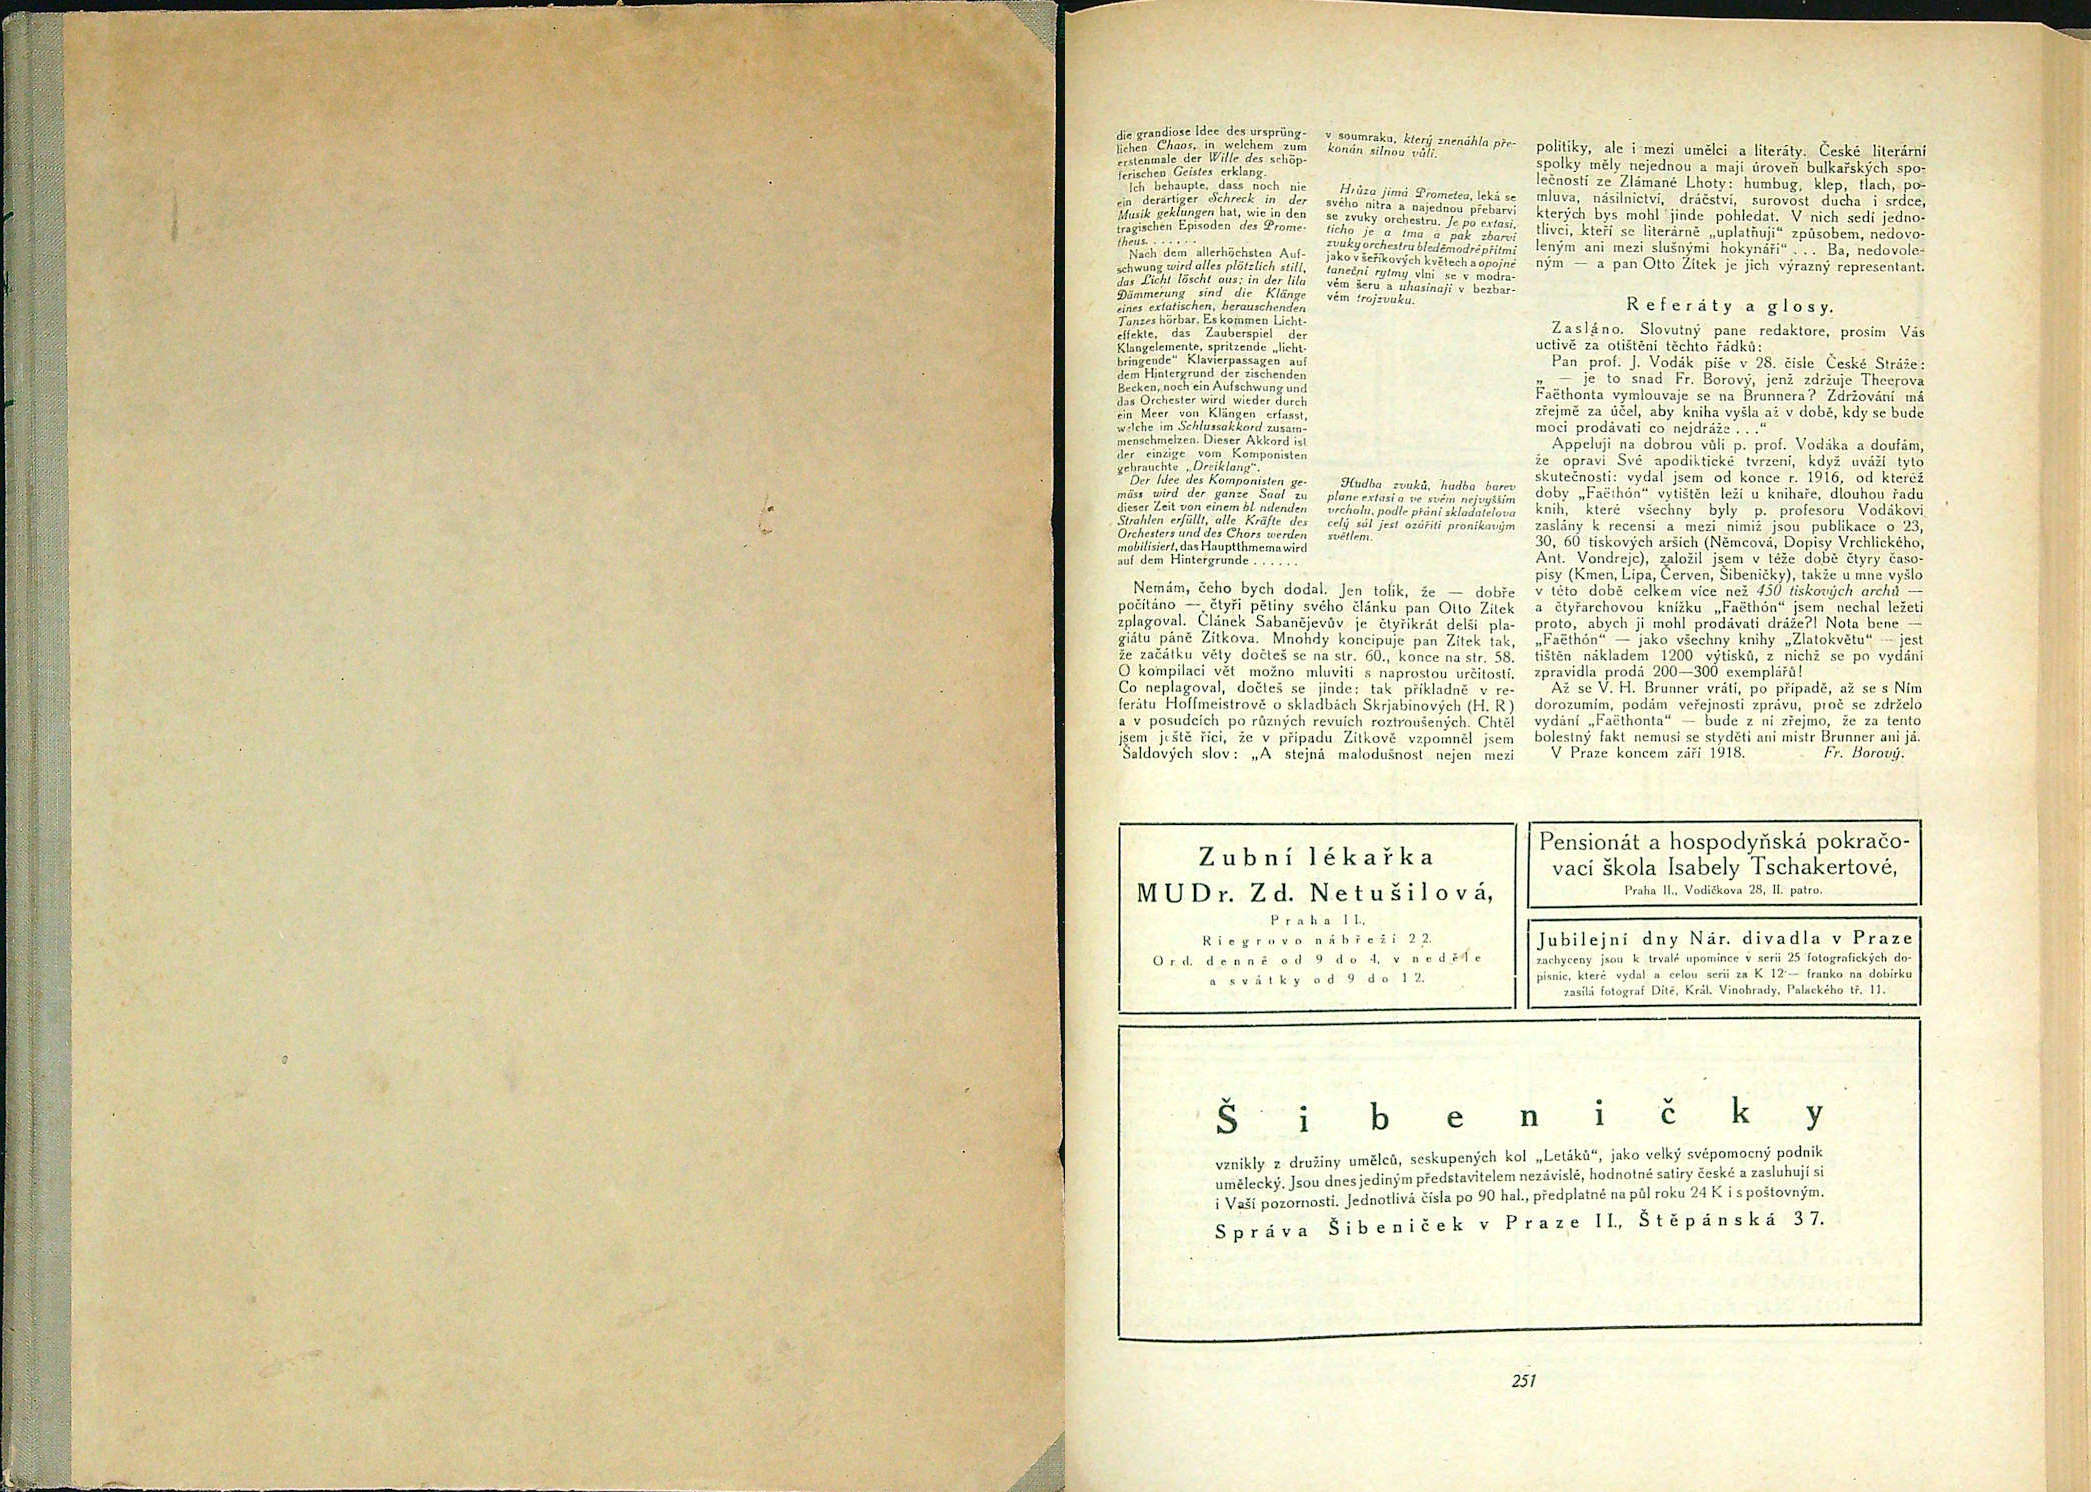 die grandiose Idee des ursprüng-
lichen Chaos, in welchem zum
erstenmale der Wille des schöp-
ferischen Geistes erklang.
Ich behaupte, dass noch nie
ein derartiger Schreck in der
Musik geklungen hat, wie in den
tragischen Episoden des Prome-
theus. . . . . . .
Nach dem allerhöchsten Auf-
schwung wird alles plötzlich still,
das Licht löscht aus; in der lila
Dämmerung sind die Klänge
eines extatischen, berauschenden
Tanzes hörbar. Es kommen Licht-
effekte, das Zauberspiel der
Klangelemente, spritzende „licht-
bringende“ Klavierpassagen auf
dem Hintergrund der zischenden
Becken, noch ein Aufschwung und
das Orchester wird wieder durch
ein Meer von Klängen erfasst,
welche im Schlussakkord zusam-
menschmelzen. Dieser Akkord ist
der einzige vom Komponisten
gebrauchte „Dreiklang“.
Der Idee des Komponisten ge-
mäss wird der ganze Saal zu
dieser Zeit von einem bl ndenden
Strahlen erfüllt, alle Kräfte des
Orchesters und des Chors werden
mobilisiert, das Hauptthmema wird
auf dem Hintergrunde . . . . . .
v soumraku, který znenáhla pře-
konán silnou vůlí.
Hrůza jímá Prometea, leká se
svého nitra a najednou přebarví
se zvuky orchestru. Je po extasi,
ticho je a tma a pak zbarví
zvuky orchestru bleděmodré přítmí
jako v šeříkových květech a opojné
taneční rytmy vlní se v modra-
vém šeru a uhasínají v bezbar-
vém trojzvuku.
Hudba zvuků, hudba barev
plane extasí a ve svém nejvyšším
vrcholu, podle přání skladatelova
celý sál jest ozářiti pronikavým
světlem.
Nemám, čeho bych dodal. Jen tolik, že — dobře
počítáno — čtyři pětiny svého článku pan Otto Zítek
zplagoval. Článek Sabanějevův je čtyřikrát delší pla-
giátu páně Zítkova. Mnohdy koncipuje pan Zítek tak,
že začátku věty dočteš se na str. 60., konce na str. 58.
O kompilaci vět možno mluviti s naprostou určitostí.
Co neplagoval, dočteš se jinde: tak příkladně v re-
ferátu Hoffmeistrově o skladbách Skrjabinových (H. R)
a v posudcích po různých revuích roztroušených. Chtěl
jsem ještě říci, že v případu Zítkově vzpomněl jsem
Šaldových slov: „A stejná malodušnost nejen mezi
politiky, ale i mezi umělci a literáty. České literární
spolky měly nejednou a mají úroveň bulkařských spo-
lečností ze Zlámané Lhoty: humbug, klep, tlach, po-
mluva, násilnictví, dráčství, surovost ducha i srdce,
kterých bys mohl jinde pohledat. V nich sedí jedno-
tlivci, kteří se literárně „uplatňují“ způsobem, nedovo-
leným ani mezi slušnými hokynáři“ . . . Ba, nedovole-
ným — a pan Otto Zítek je jich výrazný representant.
Referáty a glosy.
Zasláno. Slovutný pane redaktore, prosím Vás
uctivě za otištění těchto řádků:
Pan prof. J. Vodák píše v 28. čísle České Stráže:
„ — je to snad Fr. Borový, jenž zdržuje Theerova
Faëthonta vymlouvaje se na Brunnera? Zdržování má
zřejmě za účel, aby kniha vyšla až v době, kdy se bude
moci prodávati co nejdráže . . .“
Appeluji na dobrou vůli p. prof. Vodáka a doufám,
že opraví Své apodiktické tvrzení, když uváží tyto
skutečnosti: vydal jsem od konce r. 1916, od kteréž
doby „Faëthón“ vytištěn leží u knihaře, dlouhou řadu
knih, které všechny byly p. profesoru Vodákovi
zaslány k recensi a mezi nimiž jsou publikace o 23,
30, 60 tiskových arších (Němcová, Dopisy Vrchlického,
Ant. Vondrejc), založil jsem v téže době čtyry časo-
pisy (Kmen, Lípa, Červen, Šibeničky), takže u mne vyšlo
v této době celkem více než 450 tiskových archů —
a čtyřarchovou knížku „Faëthón“ jsem nechal ležeti
proto, abych ji mohl prodávati dráže?! Nota bene —
„Faëthón“ — jako všechny knihy „Zlatokvětu“ — jest
tištěn nákladem 1200 výtisků, z nichž se po vydání
zpravidla prodá 200—300 exemplářů!
Až se V. H. Brunner vrátí, po případě, až se s Ním
dorozumím, podám veřejnosti zprávu, proč se zdrželo
vydání „Faëthonta“ — bude z ní zřejmo, že za tento
bolestný fakt nemusí se styděti ani mistr Brunner ani já.
V Praze koncem září 1918. Fr. Borový.
Zubní lékařka
MUDr. Zd. Netušilová,
Praha II.,
Riegrovo nábřeží 22.
Ord. denně od 9 do 4, v neděle
a svátky od 9 do 12.
Pensionát a hospodyňská pokračo-
vací škola Isabely Tschakertové,
Praha II., Vodičkova 28, II. patro.
Jubilejní dny Nár. divadla v Praze
zachyceny jsou k trvalé upomínce v serii 25 fotografických do-
pisnic, které vydal a celou serii za K 12·— franko na dobírku
zasílá fotograf Dítě, Král. Vinohrady, Palackého tř. 11.
Šibeničky
vznikly z družiny umělců, seskupených kol „Letáků“, jako velký svépomocný podnik
umělecký. Jsou dnes jediným představitelem nezávislé, hodnotné satiry české a zasluhují si
i Vaší pozornosti. Jednotlivá čísla po 90 hal., předplatné na půl roku 24 K i s poštovným.
Správa Šibeniček v Praze II., Štěpánská 37.
251